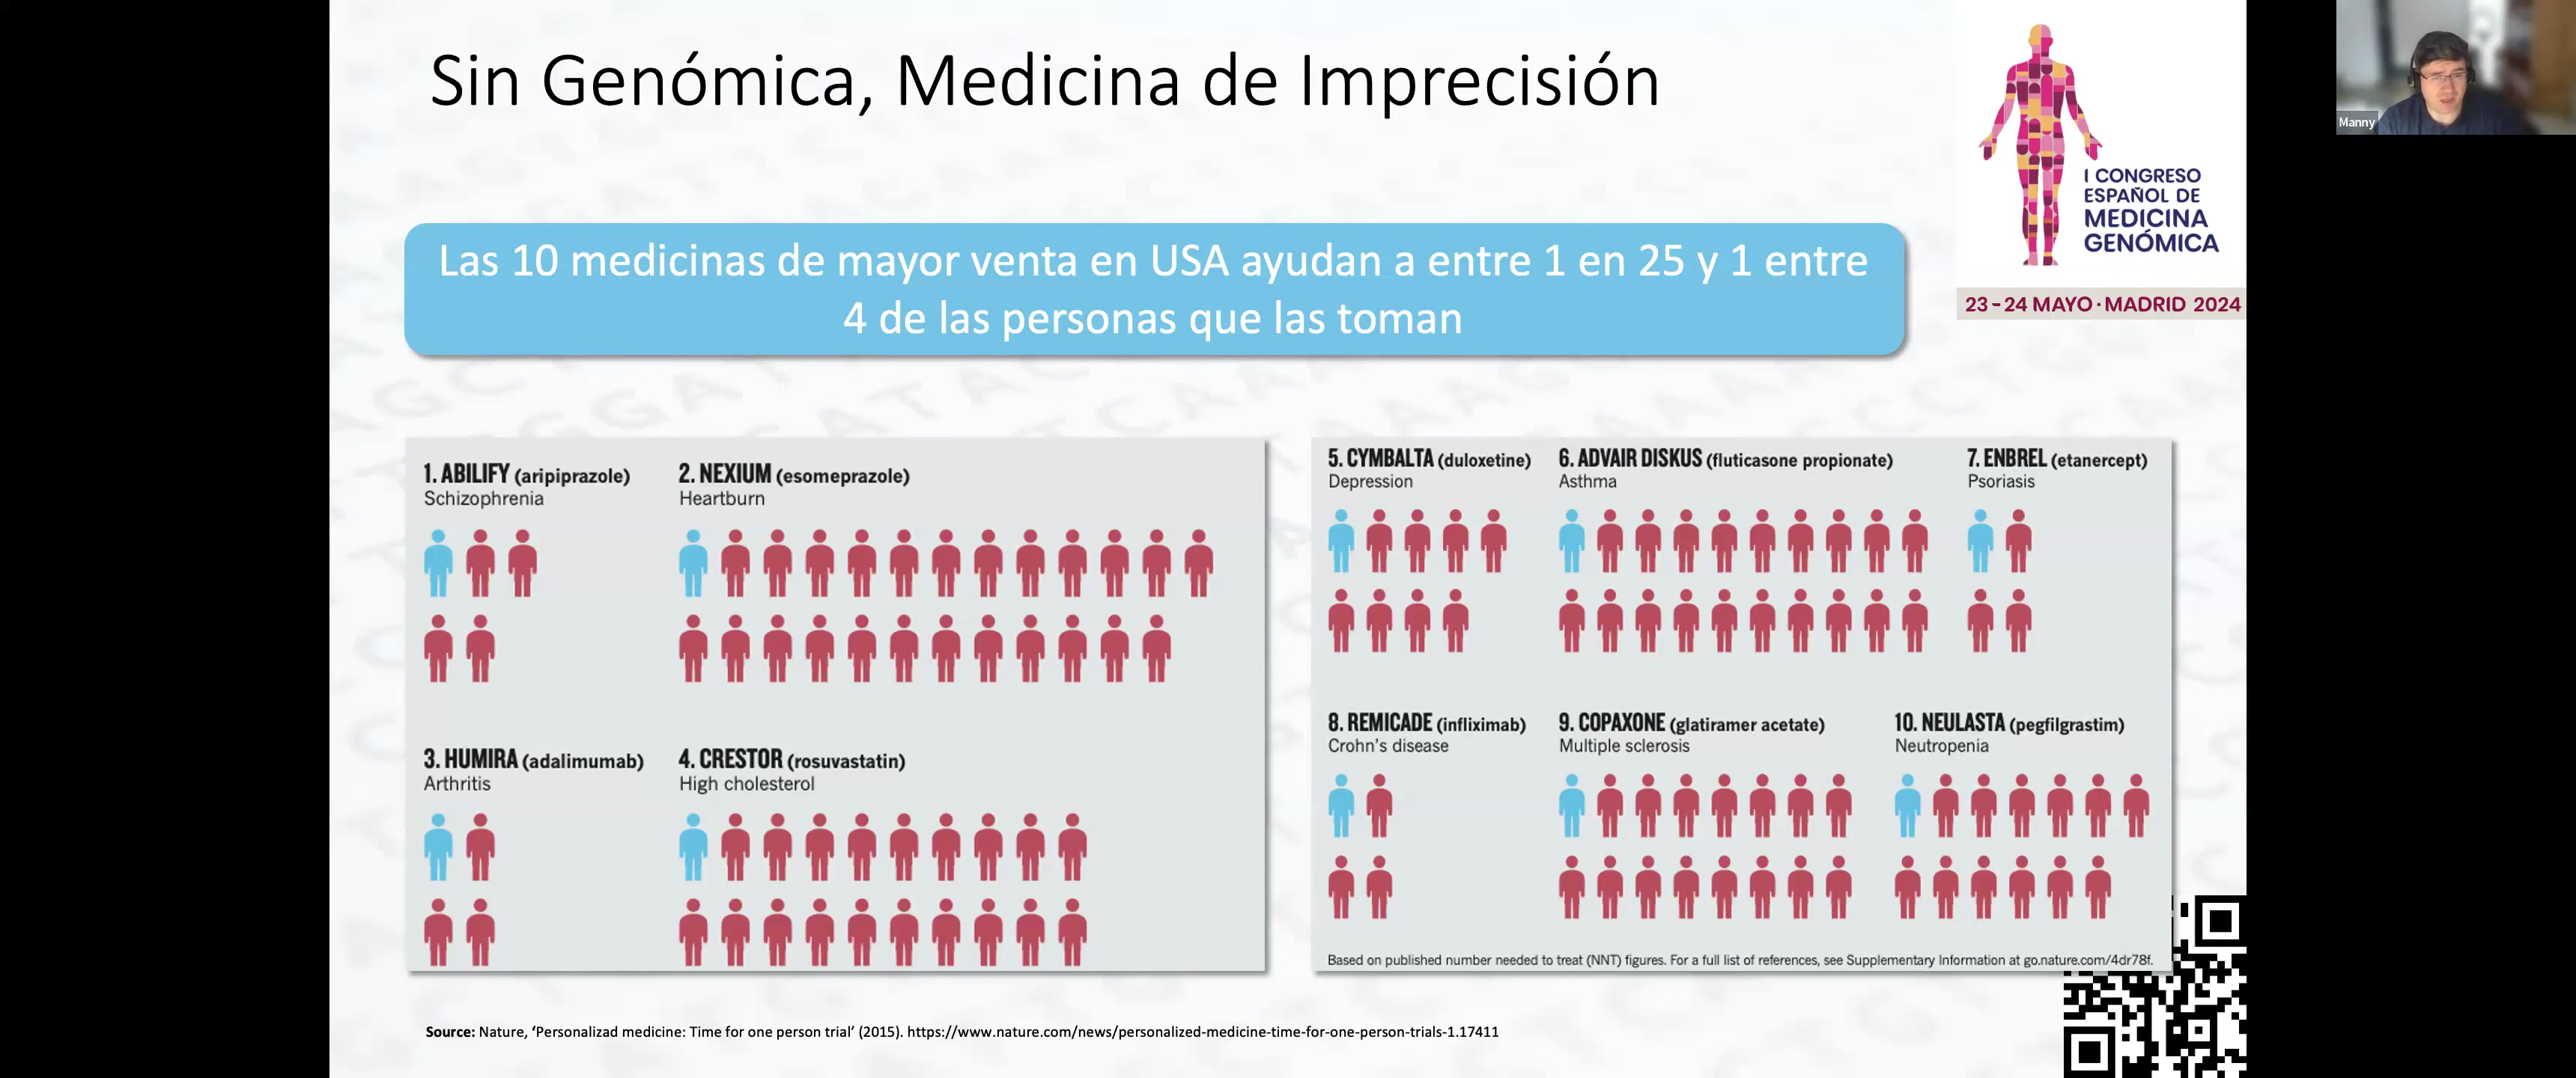 Sin Genómica, Medicina de Imprecisión
I CONGRESO
ESPAÑOL DE
MEDICINA
GENÓMICA
23-24 MAYO·MADRID 2024
Manny
Las 10 medicinas de mayor venta en USA ayudan a entre 1 en 25 y 1 entre
4 de las personas que las toman
1. ABILIFY (aripiprazole)
Schizophrenia
2. NEXIUM (esomeprazole)
Heartburn
3. HUMIRA (adalimumab)
Arthritis
4. CRESTOR (rosuvastatin)
High cholesterol
5. CYMBALTA (duloxetine)
Depression
6. ADVAIR DISKUS (fluticasone propionate)
Asthma
7. ENBREL (etanercept)
Psoriasis
8. REMICADE (infliximab)
Crohn's disease
9. COPAXONE (glatiramer acetate)
Multiple sclerosis
10. NEULASTA (pegfilgrastim)
Neutropenia
Based on published number needed to treat (NNT) figures. For a full list of references, see Supplementary Information at go.nature.com/4dr78f.
Source: Nature, ‘Personalizad medicine: Time for one person trial’ (2015). https://www.nature.com/news/personalized-medicine-time-for-one-person-trials-1.17411